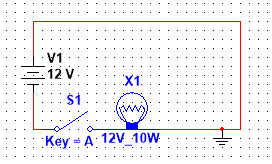 V1
12 V
X1
S1
Key = A
12V_10W